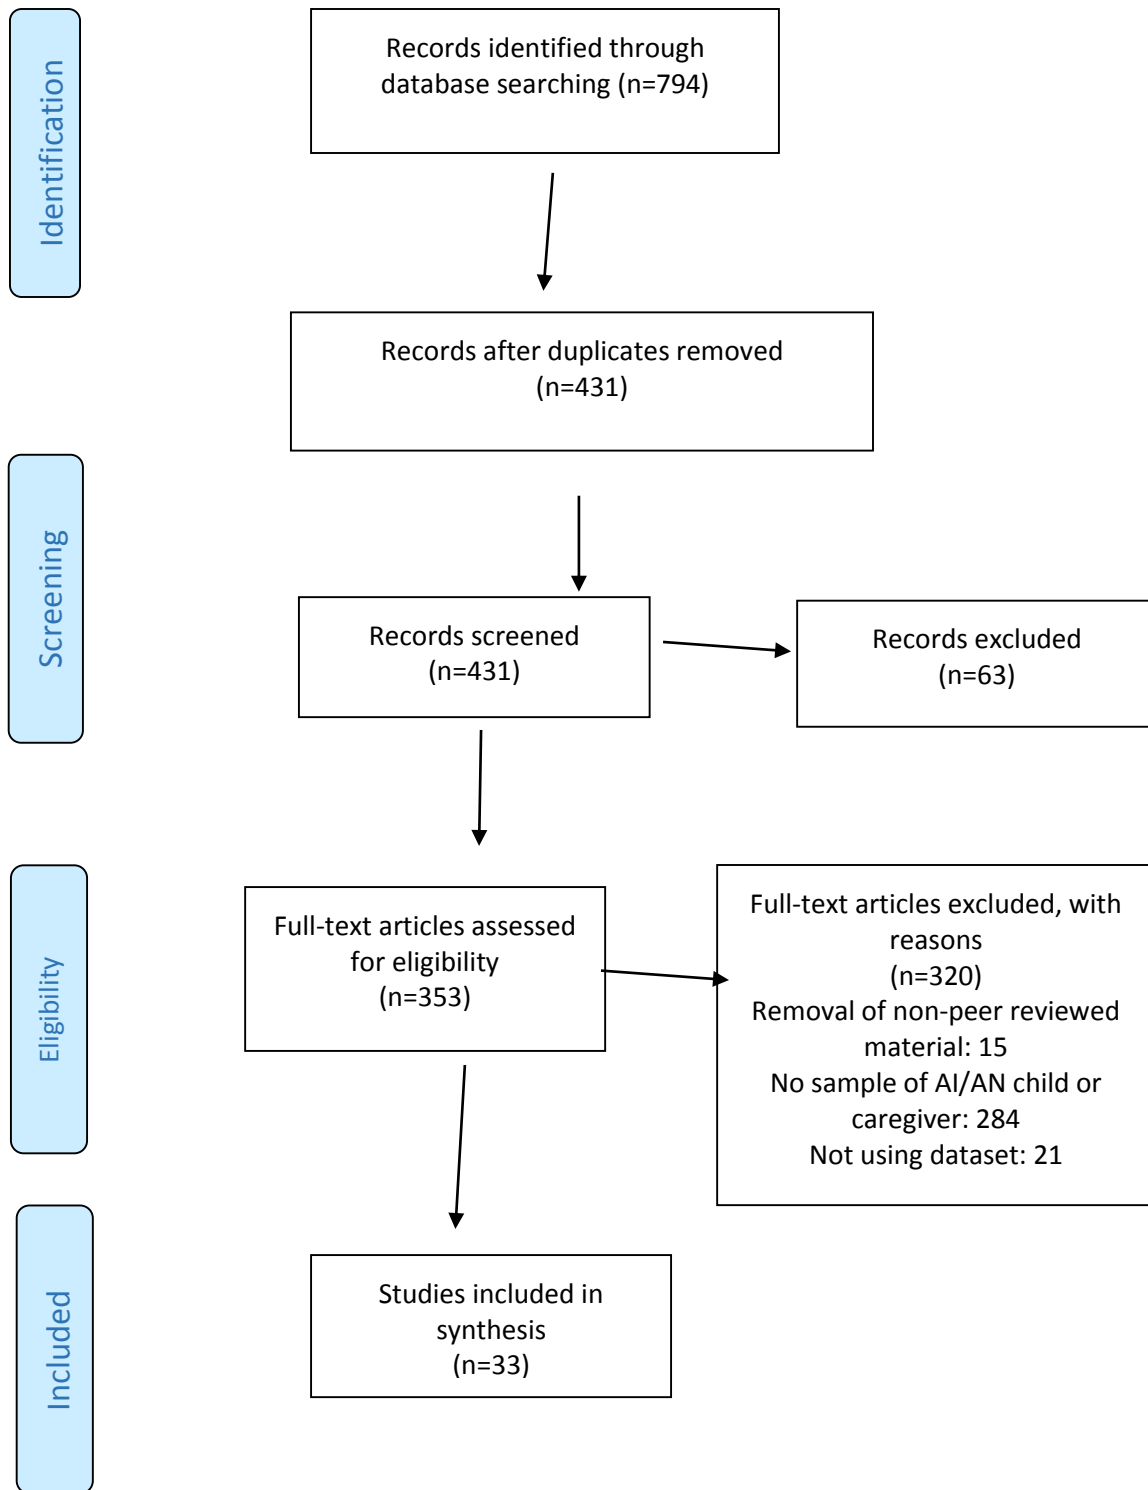 Identification
Records identified through
database searching (n=794)
Records after duplicates removed
(n=431)
Screening
Records screened
(n=431)
Records excluded
(n=63)
Eligibility
Full-text articles assessed
for eligibility
(n=353)
Full-text articles excluded, with
reasons
(n=320)
Removal of non-peer reviewed
material: 15
No sample of AI/AN child or
caregiver: 284
Not using dataset: 21
Included
Studies included in
synthesis
(n=33)